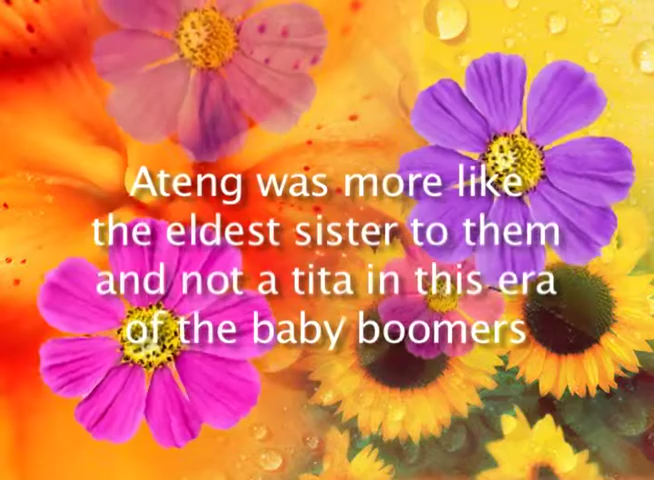 Ateng was more like
the eldest sister to them
and not a tita in this era
of the baby boomers